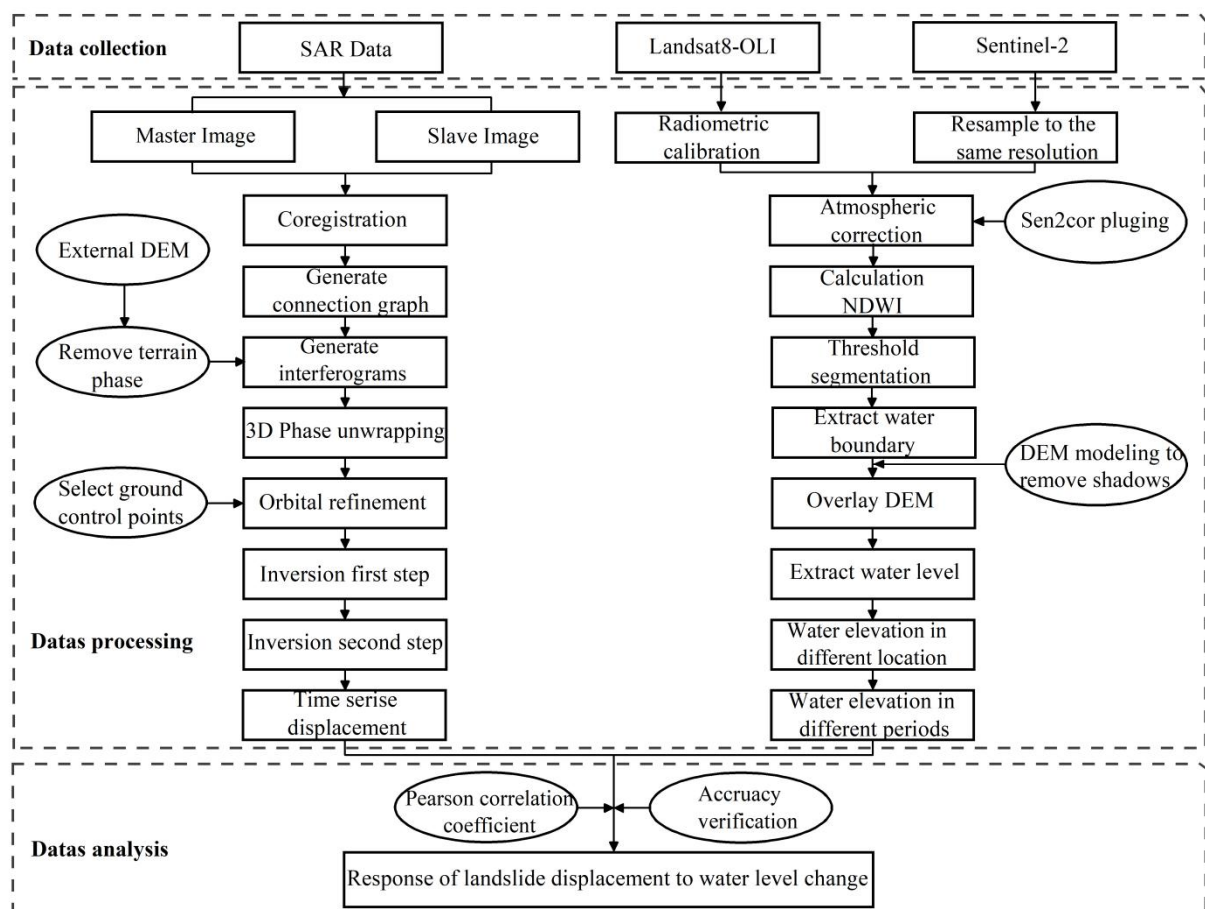 Data collection
SAR Data
Landsat8-OLI
Sentinel-2
Master Image
Slave Image
Radiometric
calibration
Resample to the
same resolution
Coregistration
Atmospheric
correction
Sen2cor pluging
External DEM
Generate
connection graph
Calculation
NDWI
Remove terrain
phase
Generate
interferograms
Threshold
segmentation
3D Phase unwrapping
Extract water
boundary
DEM modeling to
remove shadows
Select ground
control points
Orbital refinement
Overlay DEM
Inversion first step
Extract water level
Datas processing
Inversion second step
Water elevation in
different location
Time serise
displacement
Water elevation in
different periods
Pearson correlation
coefficient
Accruacy
verification
Datas analysis
Response of landslide displacement to water level change